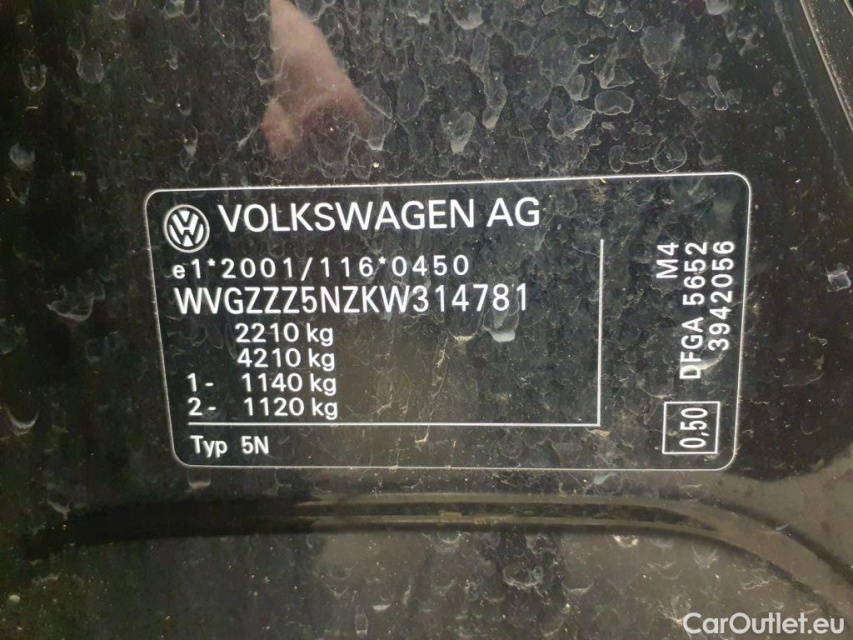 VW VOLKSWAGEN AG
e1*2001/116*0450
WVGZZZ5NZKW314781
2210 kg
4210 kg
1- 1140 kg
2- 1120 kg
Typ 5N
M4
DFGA 5652
3942056
0,50
CarOutlet.eu